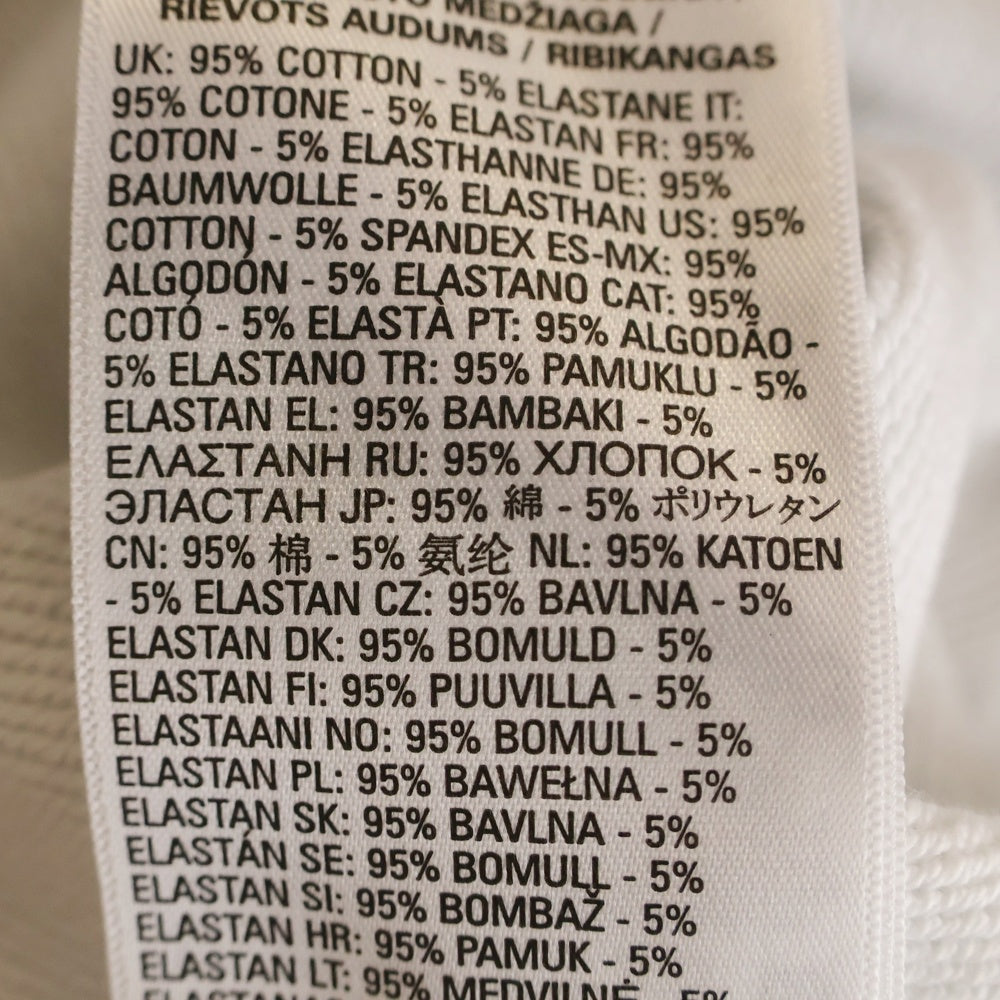 MEDŽIAGA /
RIEVOTS AUDUMS / RIBIKANGAS
UK: 95% COTTON - 5% ELASTANE IT:
95% COTONE - 5% ELASTAN FR: 95%
COTON - 5% ELASTHANNE DE: 95%
BAUMWOLLE - 5% ELASTHAN US: 95%
COTTON - 5% SPANDEX ES-MX: 95%
ALGODÓN - 5% ELASTANO CAT: 95%
COTÓ - 5% ELASTÀ PT: 95% ALGODÃO -
5% ELASTANO TR: 95% PAMUKLU - 5%
ELASTAN EL: 95% BAMBAKI - 5%
ΕΛΑΣΤΑΝΗ RU: 95% ХЛОПОК - 5%
ЭЛАСТАН JP: 95% 綿 - 5% ポリウレタン
CN: 95% 棉 - 5% 氨纶 NL: 95% KATOEN
- 5% ELASTAN CZ: 95% BAVLNA - 5%
ELASTAN DK: 95% BOMULD - 5%
ELASTAN FI: 95% PUUVILLA - 5%
ELASTAANI NO: 95% BOMULL - 5%
ELASTAN PL: 95% BAWEŁNA - 5%
ELASTAN SK: 95% BAVLNA - 5%
ELASTÁN SE: 95% BOMULL - 5%
ELASTAN SI: 95% BOMBAŽ - 5%
ELASTAN HR: 95% PAMUK - 5%
ELASTAN LT: 95% MEDVILNĖ - 5%